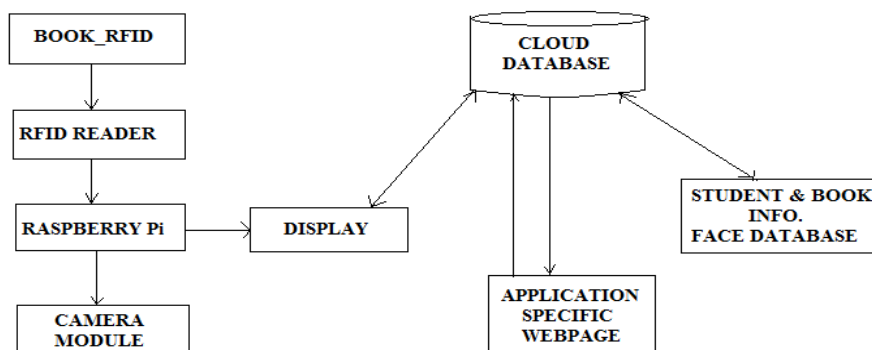 BOOK_RFID
RFID READER
RASPBERRY Pi
CAMERA
MODULE
DISPLAY
CLOUD
DATABASE
APPLICATION
SPECIFIC
WEBPAGE
STUDENT & BOOK
INFO.
FACE DATABASE